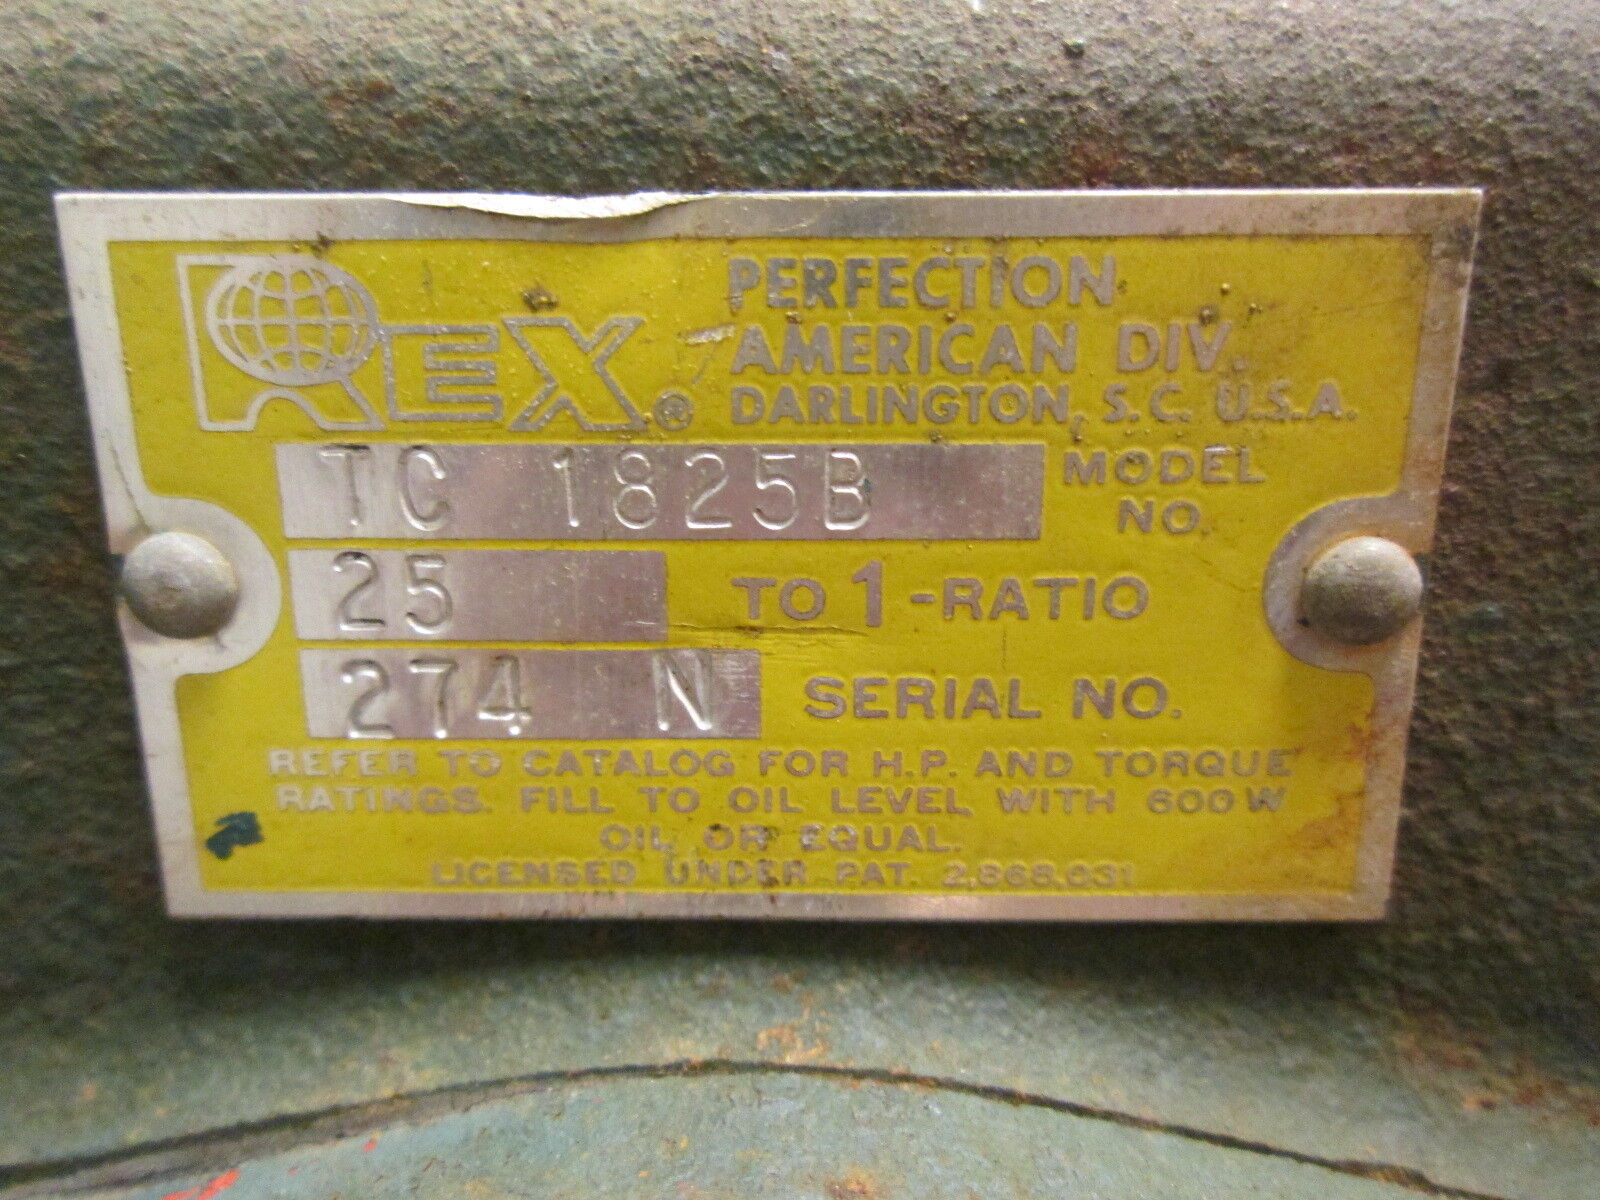 REX®
PERFECTION
AMERICAN DIV.
DARLINGTON, S.C. U.S.A.
TC 1825B MODEL NO.
25 TO 1-RATIO
274 N SERIAL NO.
REFER TO CATALOG FOR H.P. AND TORQUE
RATINGS. FILL TO OIL LEVEL WITH 600 W
OIL OR EQUAL.
LICENSED UNDER PAT. 2,868,031